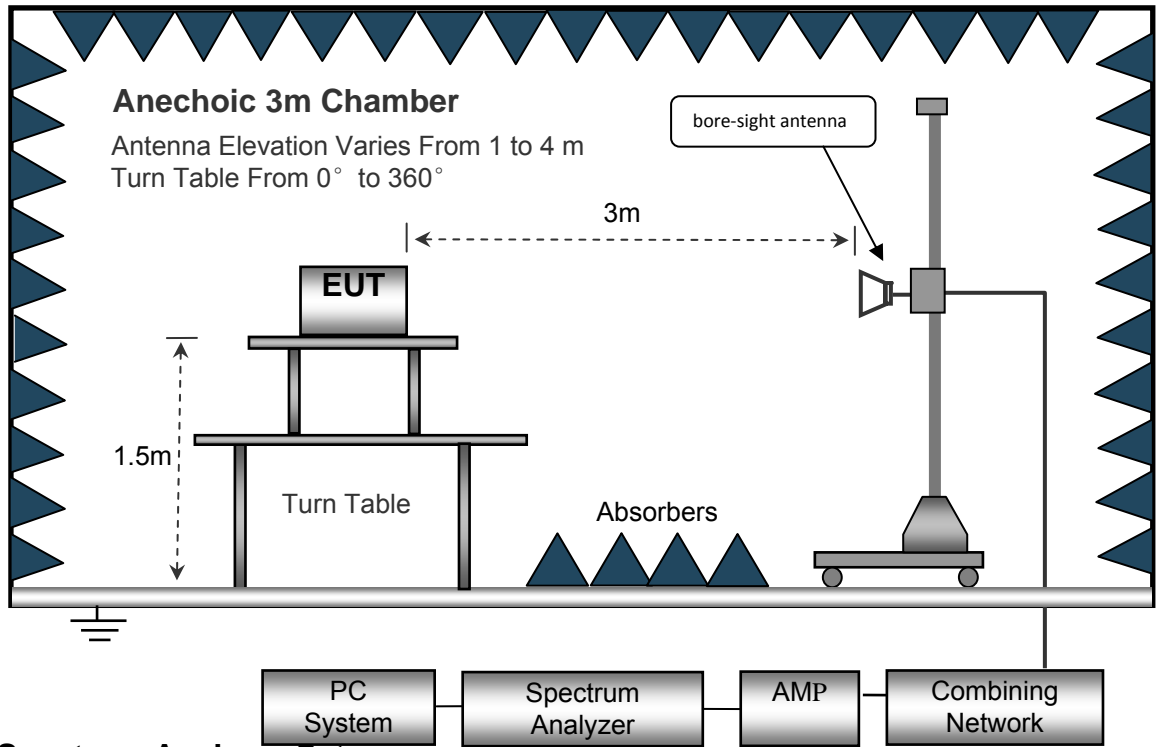 Anechoic 3m Chamber
Antenna Elevation Varies From 1 to 4 m
Turn Table From 0° to 360°
bore-sight antenna
3m
EUT
1.5m
Turn Table
Absorbers
PC
System
Spectrum
Analyzer
AMP
Combining
Network